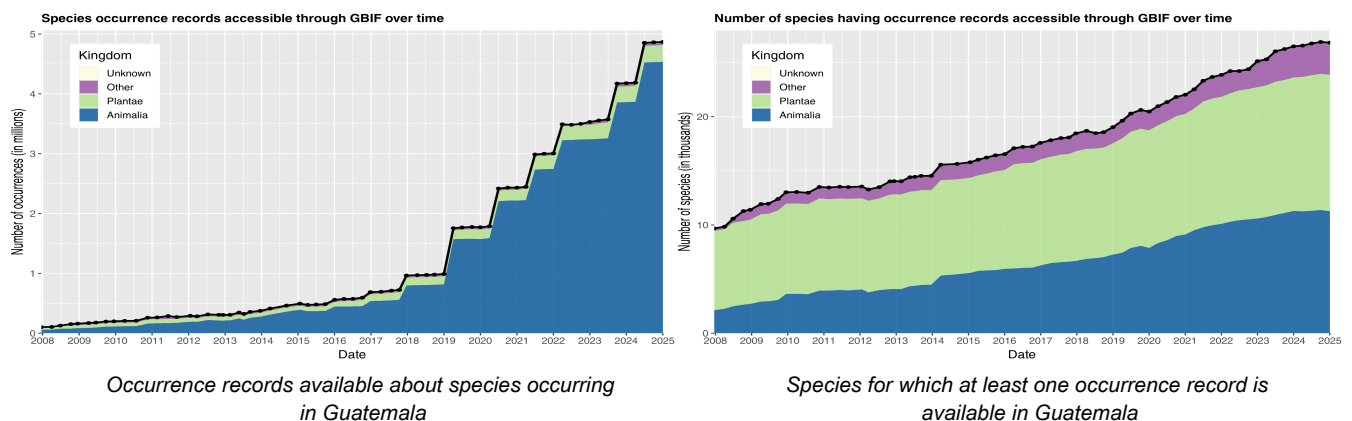 Species occurrence records accessible through GBIF over time
Number of occurrences (in millions)
5
4
3
2
1
0
Kingdom
Unknown
Other
Plantae
Animalia
2008 2009 2010 2011 2012 2013 2014 2015 2016 2017 2018 2019 2020 2021 2022 2023 2024 2025
Date
Occurrence records available about species occurring
in Guatemala
Number of species having occurrence records accessible through GBIF over time
Number of species (in thousands)
20
10
0
Kingdom
Unknown
Other
Plantae
Animalia
2008 2009 2010 2011 2012 2013 2014 2015 2016 2017 2018 2019 2020 2021 2022 2023 2024 2025
Date
Species for which at least one occurrence record is
available in Guatemala